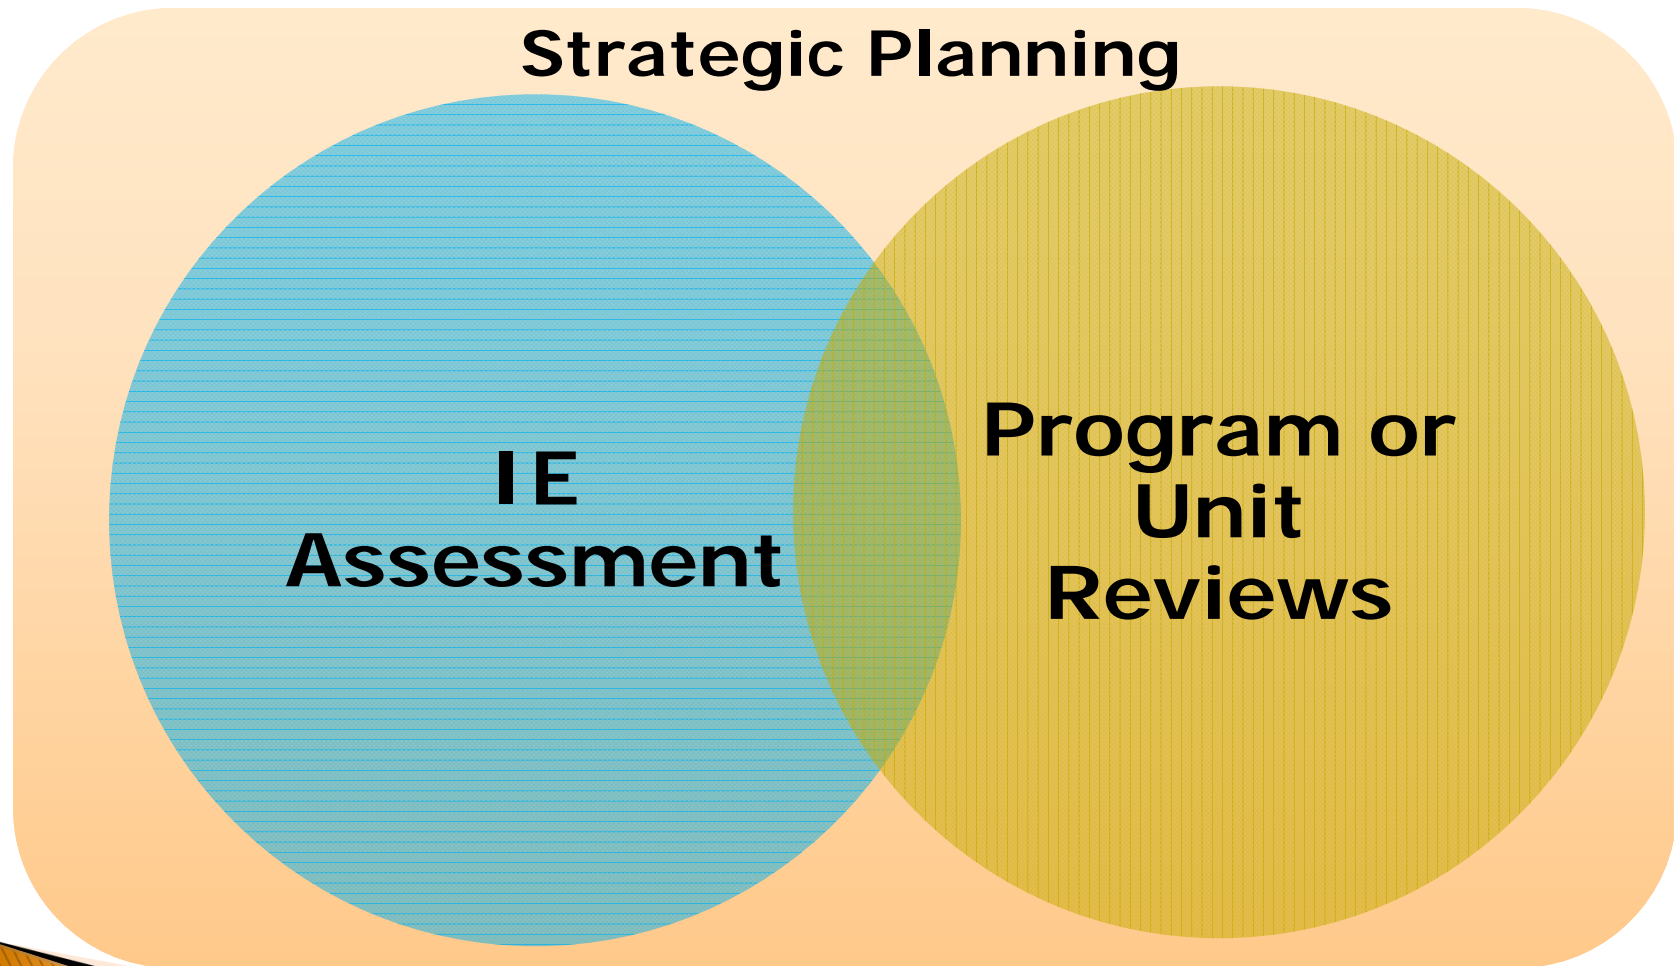 Strategic Planning
IE
Assessment
Program or
Unit
Reviews